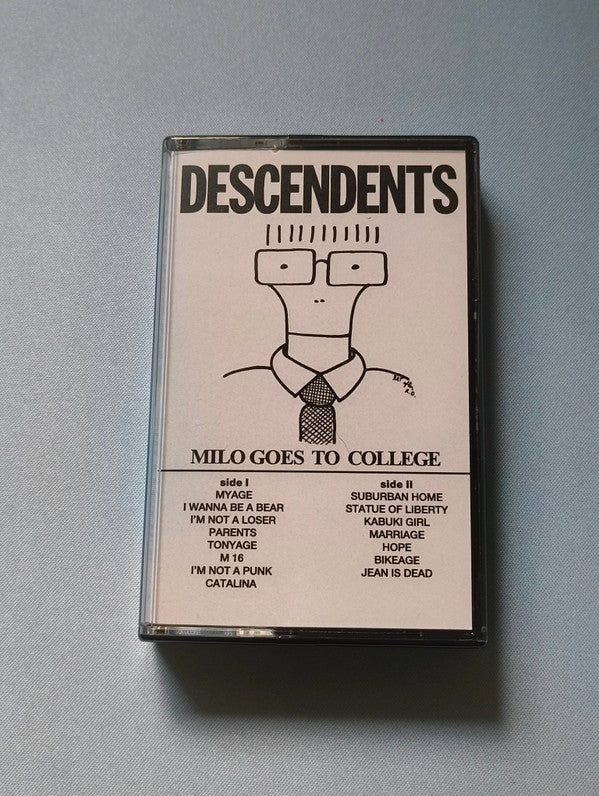 DESCENDENTS
MILO GOES TO COLLEGE
side I
MYAGE
I WANNA BE A BEAR
I'M NOT A LOSER
PARENTS
TONYAGE
M 16
I'M NOT A PUNK
CATALINA
side II
SUBURBAN HOME
STATUE OF LIBERTY
KABUKI GIRL
MARRIAGE
HOPE
BIKEAGE
JEAN IS DEAD